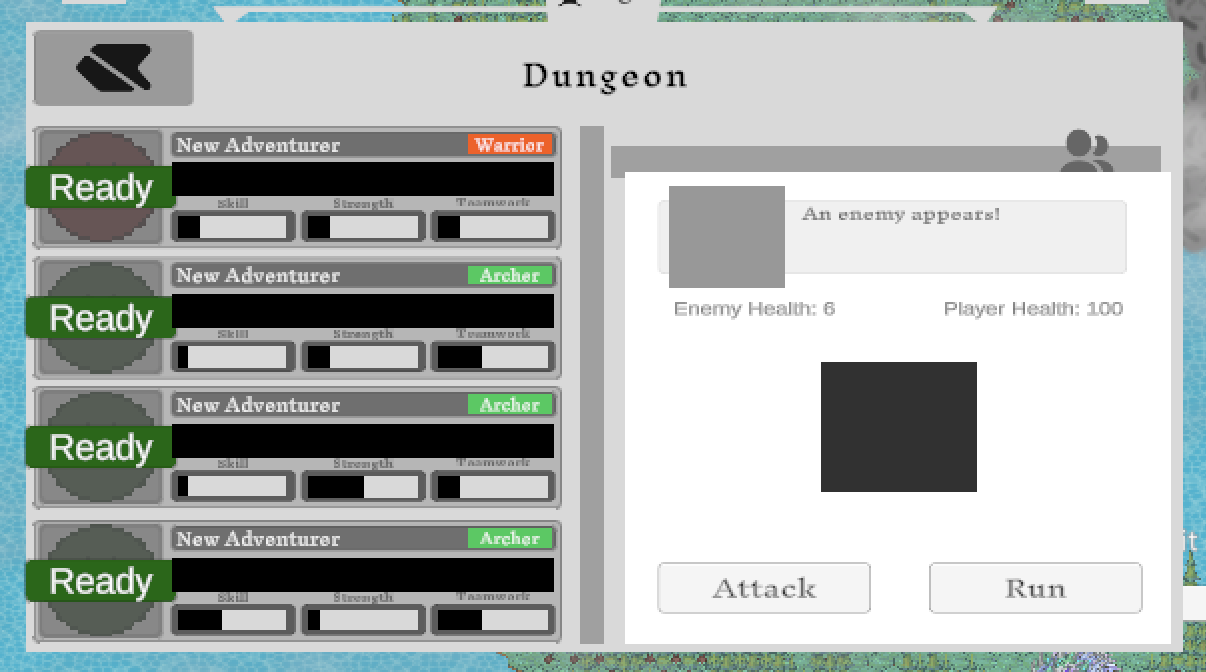 Dungeon
New Adventurer Warrior
Ready
Skill Strength Teamwork
New Adventurer Archer
Ready
Skill Strength Teamwork
New Adventurer Archer
Ready
Skill Strength Teamwork
New Adventurer Archer
Ready
Skill Strength Teamwork
An enemy appears!
Enemy Health: 6 Player Health: 100
Attack Run
it